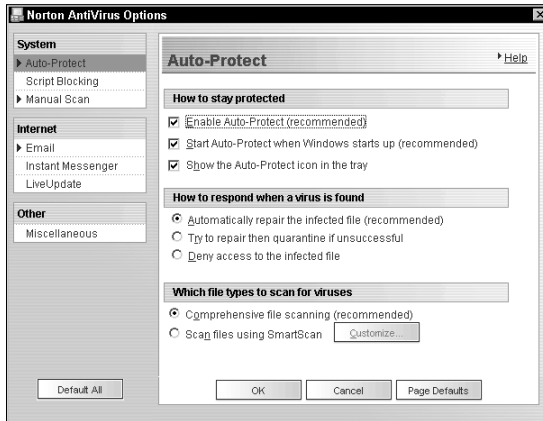 Norton AntiVirus Options
System
Auto-Protect
Script Blocking
Manual Scan
Internet
Email
Instant Messenger
LiveUpdate
Other
Miscellaneous
Default All
Auto-Protect
Help
How to stay protected
Enable Auto-Protect (recommended)
Start Auto-Protect when Windows starts up (recommended)
Show the Auto-Protect icon in the tray
How to respond when a virus is found
Automatically repair the infected file (recommended)
Try to repair then quarantine if unsuccessful
Deny access to the infected file
Which file types to scan for viruses
Comprehensive file scanning (recommended)
Scan files using SmartScan
Customize...
OK
Cancel
Page Defaults